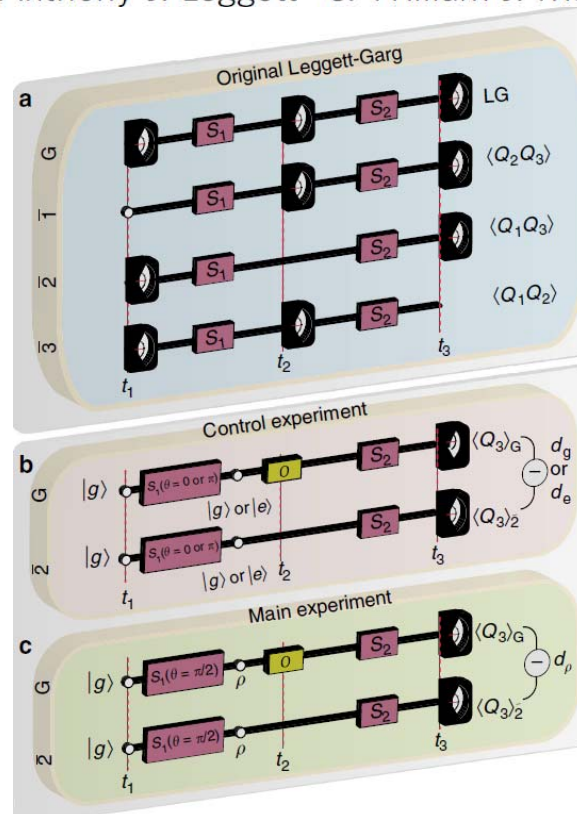 Original Leggett-Garg
a
G
S₁
S₂
LG
1̄
S₁
S₂
⟨Q₂Q₃⟩
2̄
S₁
S₂
⟨Q₁Q₃⟩
3̄
S₁
S₂
⟨Q₁Q₂⟩
t₁
t₂
t₃
Control experiment
b
G
|g⟩
S₁(θ = 0 or π)
|g⟩ or |e⟩
O
S₂
⟨Q₃⟩G
2̄
|g⟩
S₁(θ = 0 or π)
|g⟩ or |e⟩
S₂
⟨Q₃⟩2̄
−
dg
or
de
t₁
t₂
t₃
Main experiment
c
G
|g⟩
S₁(θ = π/2)
ρ
O
S₂
⟨Q₃⟩G
2̄
|g⟩
S₁(θ = π/2)
ρ
S₂
⟨Q₃⟩2̄
−
dρ
t₁
t₂
t₃